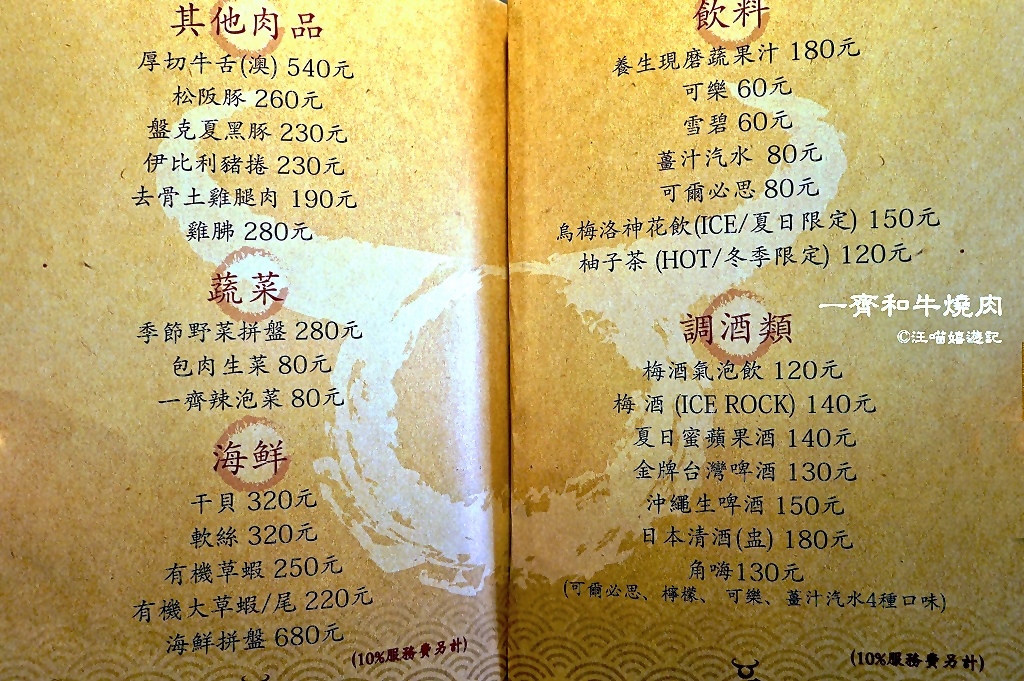 其他肉品
厚切牛舌(澳) 540元
松阪豚 260元
盤克夏黑豚 230元
伊比利豬捲 230元
去骨土雞腿肉 190元
雞胇 280元
蔬菜
季節野菜拼盤 280元
包肉生菜 80元
一齊辣泡菜 80元
海鮮
干貝 320元
軟絲 320元
有機草蝦 250元
有機大草蝦/尾 220元
海鮮拼盤 680元
(10%服務費另計)
飲料
養生現磨蔬果汁 180元
可樂 60元
雪碧 60元
薑汁汽水 80元
可爾必思 80元
烏梅洛神花飲(ICE/夏日限定) 150元
柚子茶 (HOT/冬季限定) 120元
一齊和牛燒肉
©汪喵嬉遊記
調酒類
梅酒氣泡飲 120元
梅酒 (ICE ROCK) 140元
夏日蜜蘋果酒 140元
金牌台灣啤酒 130元
沖繩生啤酒 150元
日本清酒(盅) 180元
角嗨130元
(可爾必思、檸檬、可樂、薑汁汽水4種口味)
(10%服務費另計)